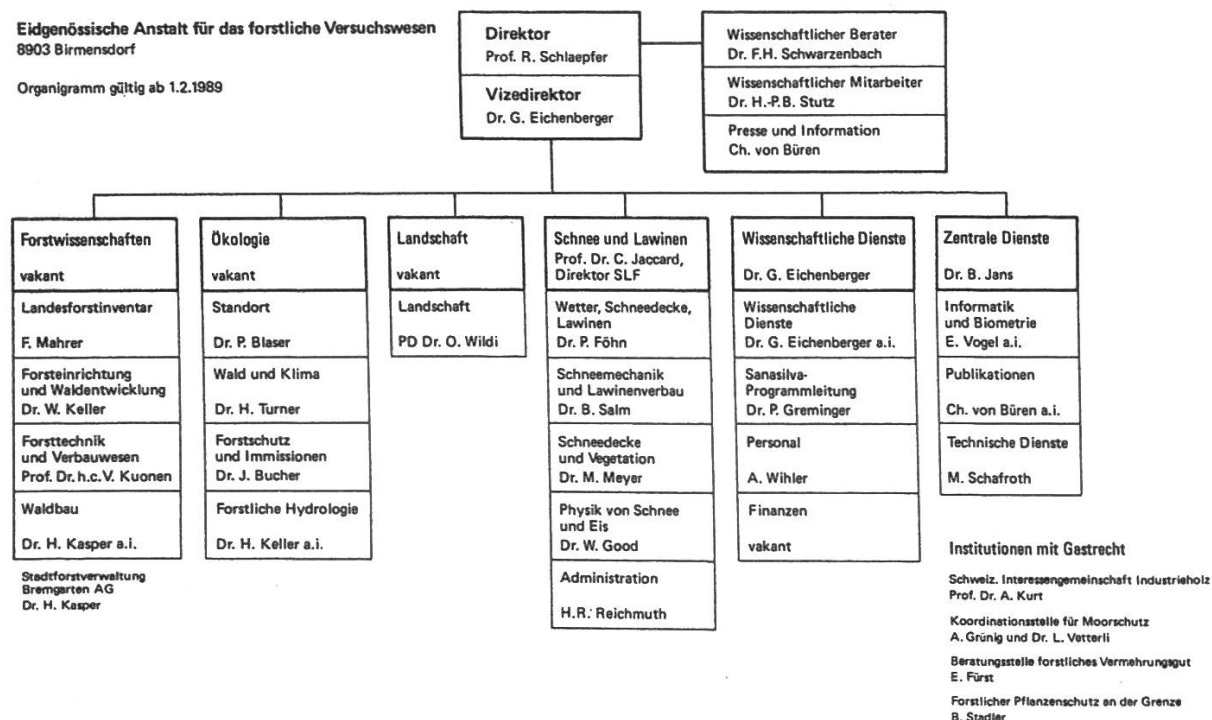 Eidgenössische Anstalt für das forstliche Versuchswesen
8903 Birmensdorf
Organigramm gültig ab 1.2.1989
Direktor
Prof. R. Schlaepfer
Vizedirektor
Dr. G. Eichenberger
Wissenschaftlicher Berater
Dr. F.H. Schwarzenbach
Wissenschaftlicher Mitarbeiter
Dr. H.-P.B. Stutz
Presse und Information
Ch. von Büren
Forstwissenschaften
vakant
Landesforstinventar
F. Mahrer
Forsteinrichtung
und Waldentwicklung
Dr. W. Keller
Forsttechnik
und Verbauwesen
Prof. Dr. h.c. V. Kuonen
Waldbau
Dr. H. Kasper a.i.
Stadtforstverwaltung
Bremgarten AG
Dr. H. Kasper
Ökologie
vakant
Standort
Dr. P. Blaser
Wald und Klima
Dr. H. Turner
Forstschutz
und Immissionen
Dr. J. Bucher
Forstliche Hydrologie
Dr. H. Keller a.i.
Landschaft
vakant
Landschaft
PD Dr. O. Wildi
Schnee und Lawinen
Prof. Dr. C. Jaccard,
Direktor SLF
Wetter, Schneedecke,
Lawinen
Dr. P. Föhn
Schneemechanik
und Lawinenverbau
Dr. B. Salm
Schneedecke
und Vegetation
Dr. M. Meyer
Physik von Schnee
und Eis
Dr. W. Good
Administration
H.R. Reichmuth
Wissenschaftliche Dienste
Dr. G. Eichenberger
Wissenschaftliche
Dienste
Dr. G. Eichenberger a.i.
Sanasilva-
Programmleitung
Dr. P. Greminger
Personal
A. Wihler
Finanzen
vakant
Zentrale Dienste
Dr. B. Jans
Informatik
und Biometrie
E. Vogel a.i.
Publikationen
Ch. von Büren a.i.
Technische Dienste
M. Schafroth
Institutionen mit Gastrecht
Schweiz. Interessengemeinschaft Industrieholz
Prof. Dr. A. Kurt
Koordinationsstelle für Moorschutz
A. Grünig und Dr. L. Vetterli
Beratungsstelle forstliches Vermehrungsgut
E. Fürst
Forstlicher Pflanzenschutz an der Grenze
B. Stadler